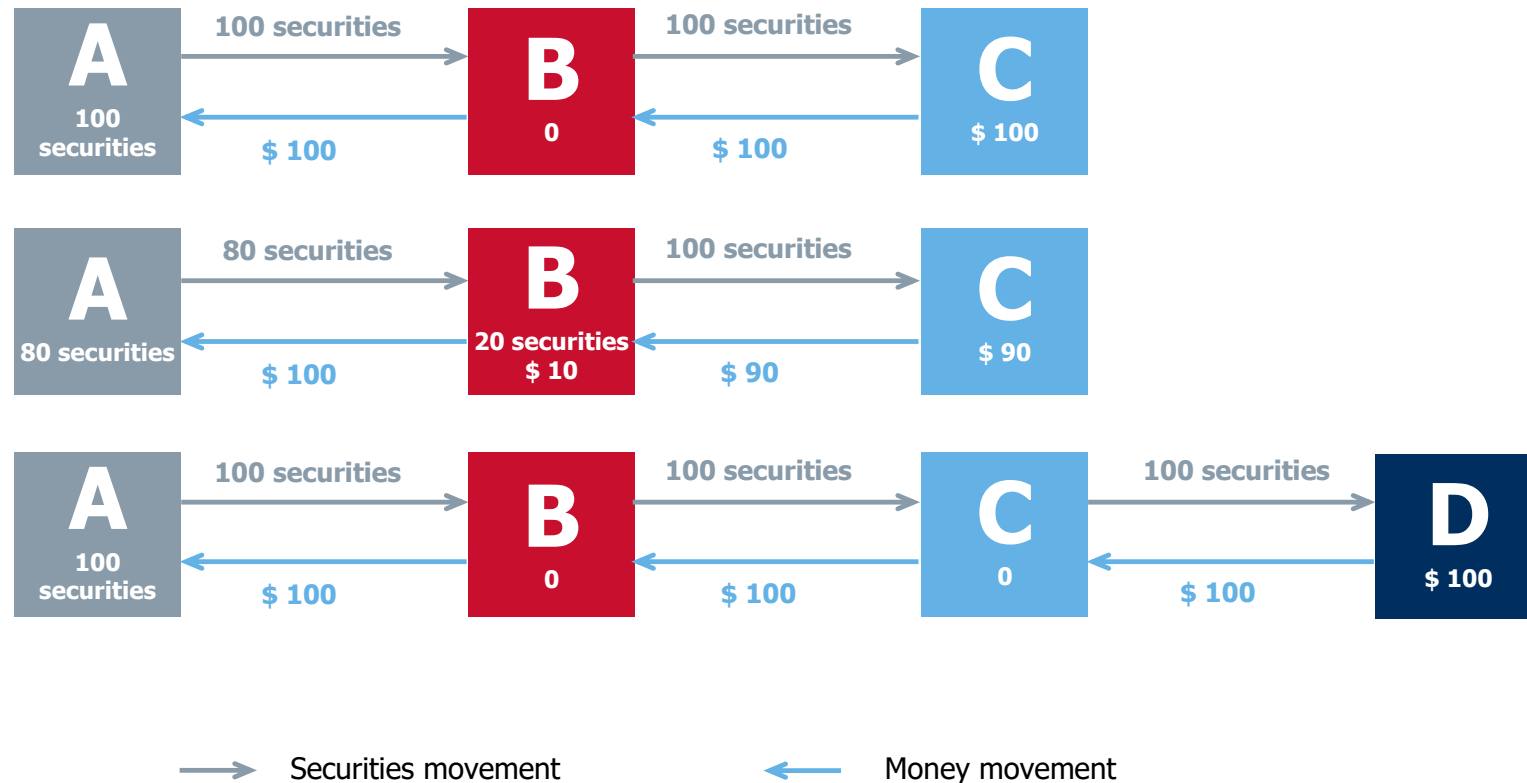 100 securities
100 securities
A
B
C
100
securities
0
$ 100
$ 100
$ 100
80 securities
100 securities
A
B
C
80 securities
20 securities
$ 10
$ 90
$ 100
$ 90
100 securities
100 securities
100 securities
A
B
C
D
100
securities
0
0
$ 100
$ 100
$ 100
$ 100
Securities movement
Money movement